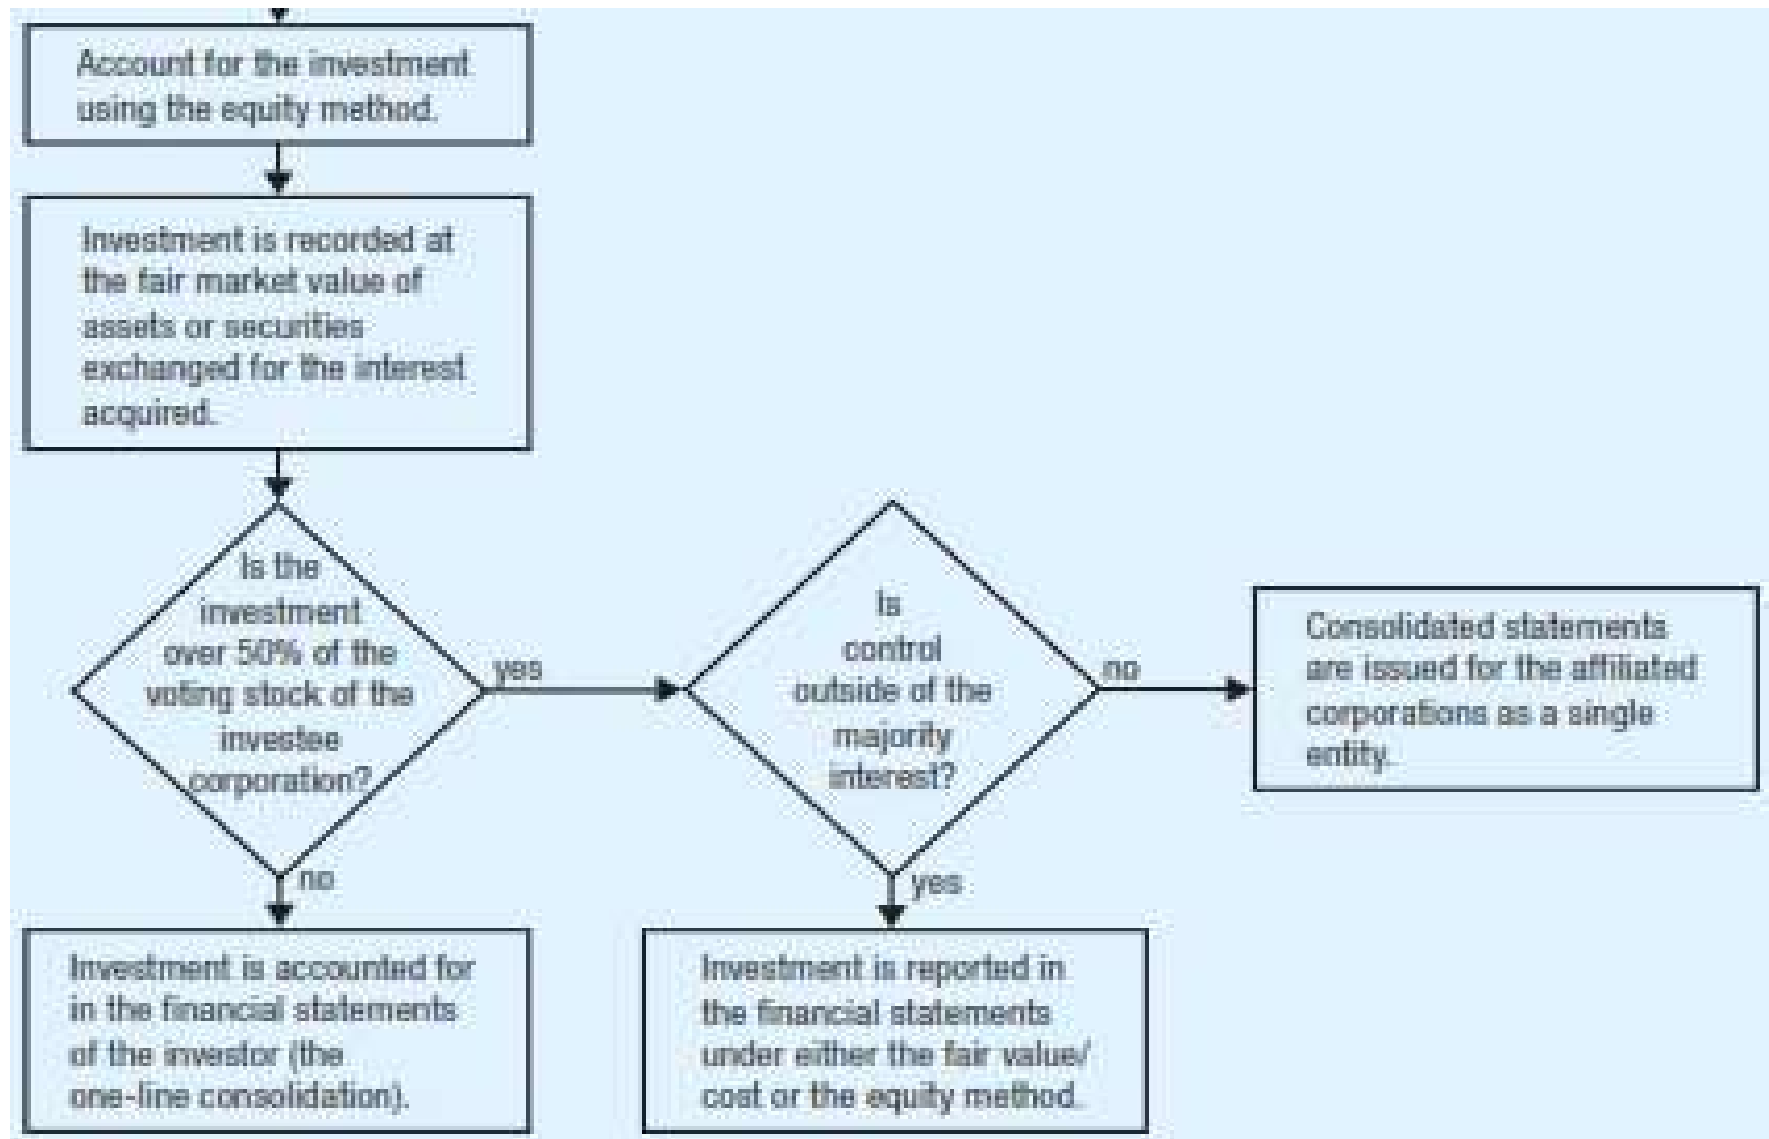 Account for the investment
using the equity method.
Investment is recorded at
the fair market value of
assets or securities
exchanged for the interest
acquired.
Is the
investment
over 50% of the
voting stock of the
investee
corporation?
yes
no
Is
control
outside of the
majority
interest?
no
yes
Consolidated statements
are issued for the affiliated
corporations as a single
entity.
Investment is accounted for
in the financial statements
of the investor (the
one-line consolidation).
Investment is reported in
the financial statements
under either the fair value/
cost or the equity method.